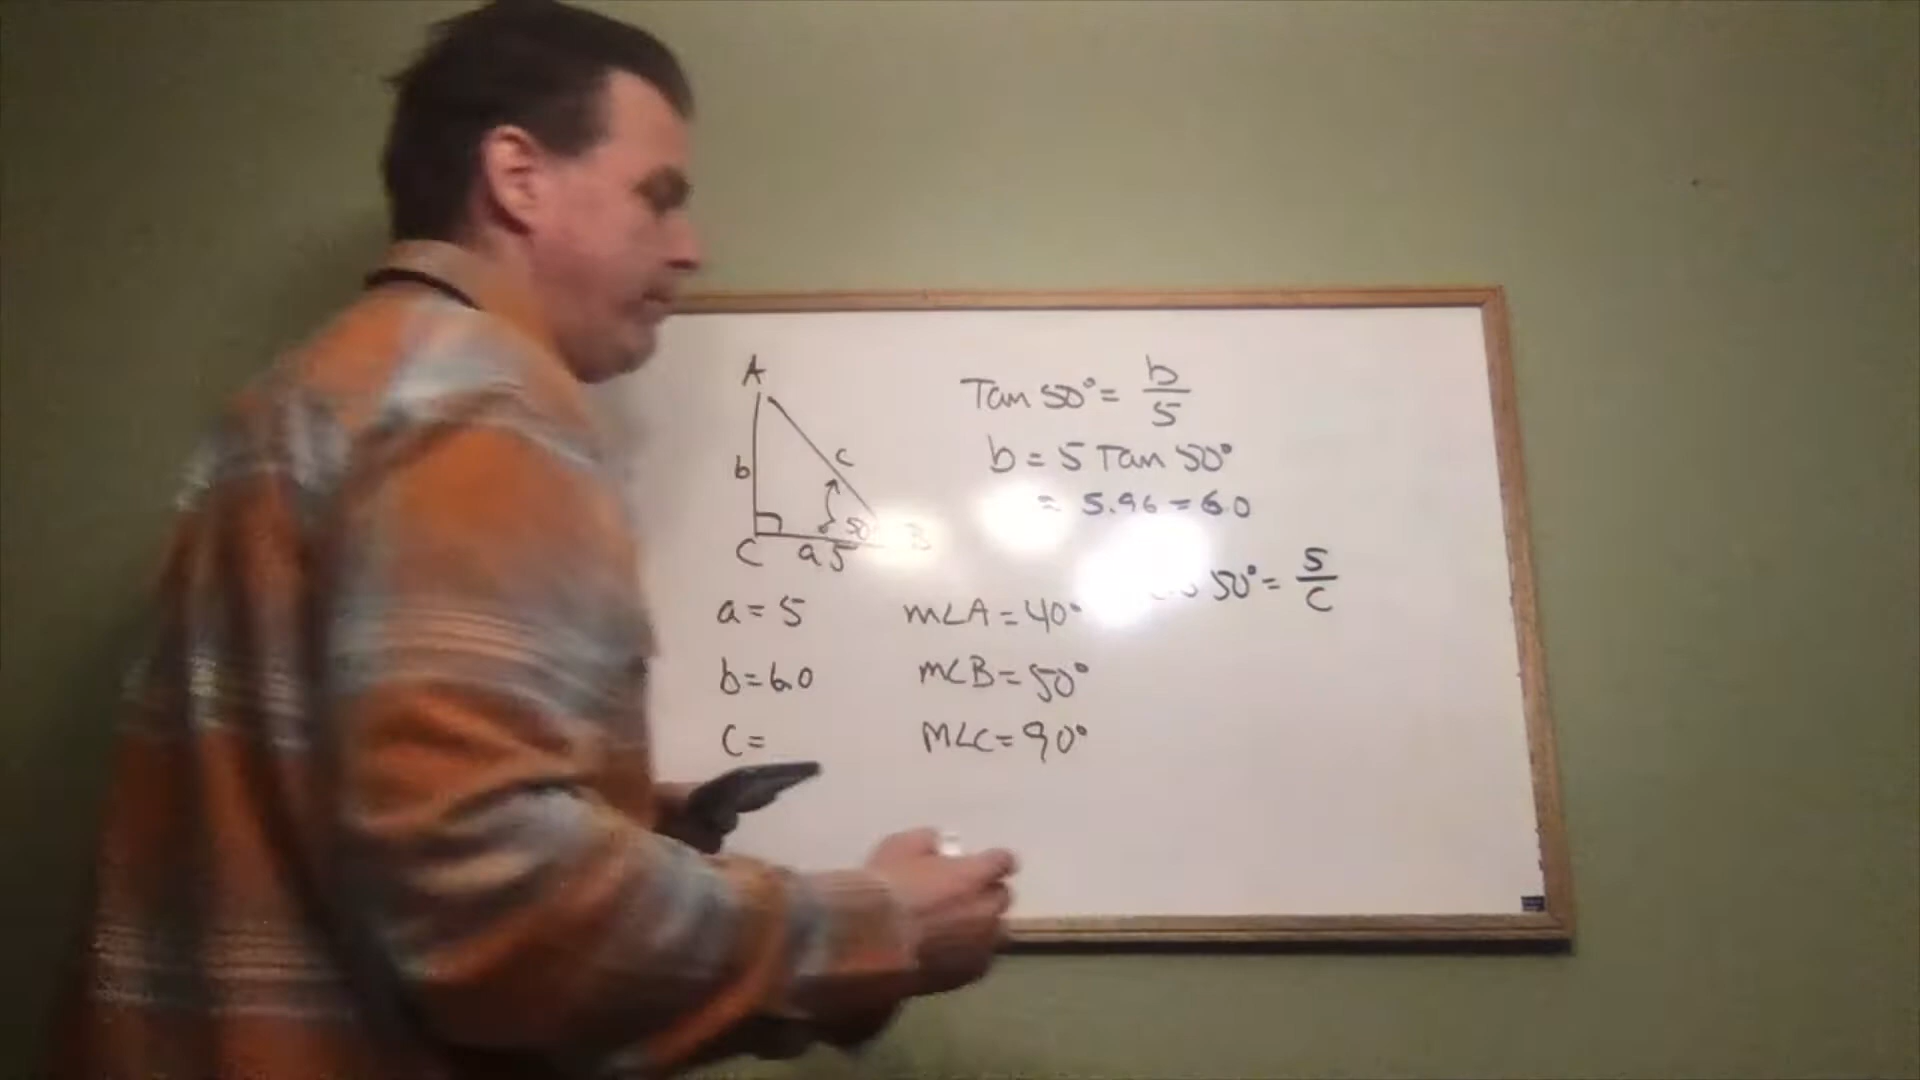 A
b
c
50°
C
a 5
B
Tan 50° = b/5
b = 5 Tan 50°
= 5.96 = 6.0
50° = 5/c
a = 5
m∠A = 40°
b = 6.0
m∠B = 50°
c =
m∠C = 90°